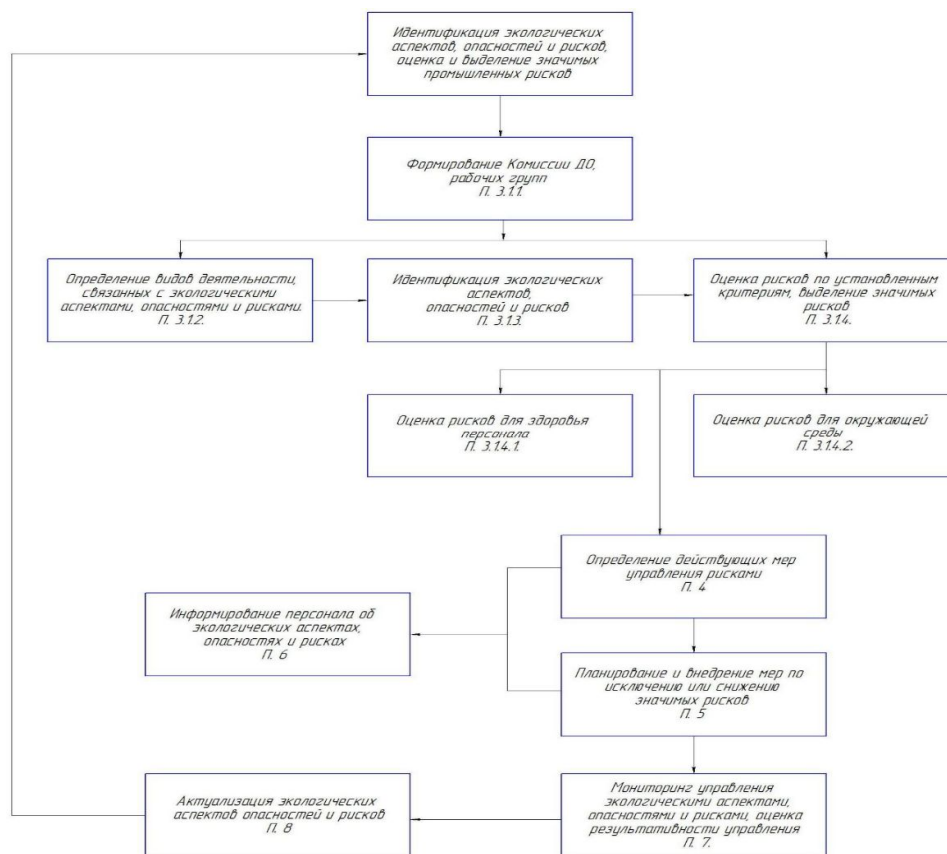 Идентификация экологических
аспектов, опасностей и рисков,
оценка и выделение значимых
промышленных рисков
Формирование Комиссии ДО,
рабочих групп
П. 3.1.1
Определение видов деятельности,
связанных с экологическими
аспектами, опасностями и рисками.
П. 3.1.2.
Идентификация экологических
аспектов,
опасностей и рисков
П. 3.1.3.
Оценка рисков по установленным
критериям, выделение значимых
рисков
П. 3.1.4.
Оценка рисков для здоровья
персонала
П. 3.1.4.1.
Оценка рисков для окружающей
среды
П. 3.1.4.2.
Определение действующих мер
управления рисками
П. 4
Информирование персонала об
экологических аспектах,
опасностях и рисках
П. 6
Планирование и внедрение мер по
исключению или снижению
значимых рисков
П. 5
Актуализация экологических
аспектов опасностей и рисков
П. 8
Мониторинг управления
экологическими аспектами,
опасностями и рисками, оценка
результативности управления
П. 7.